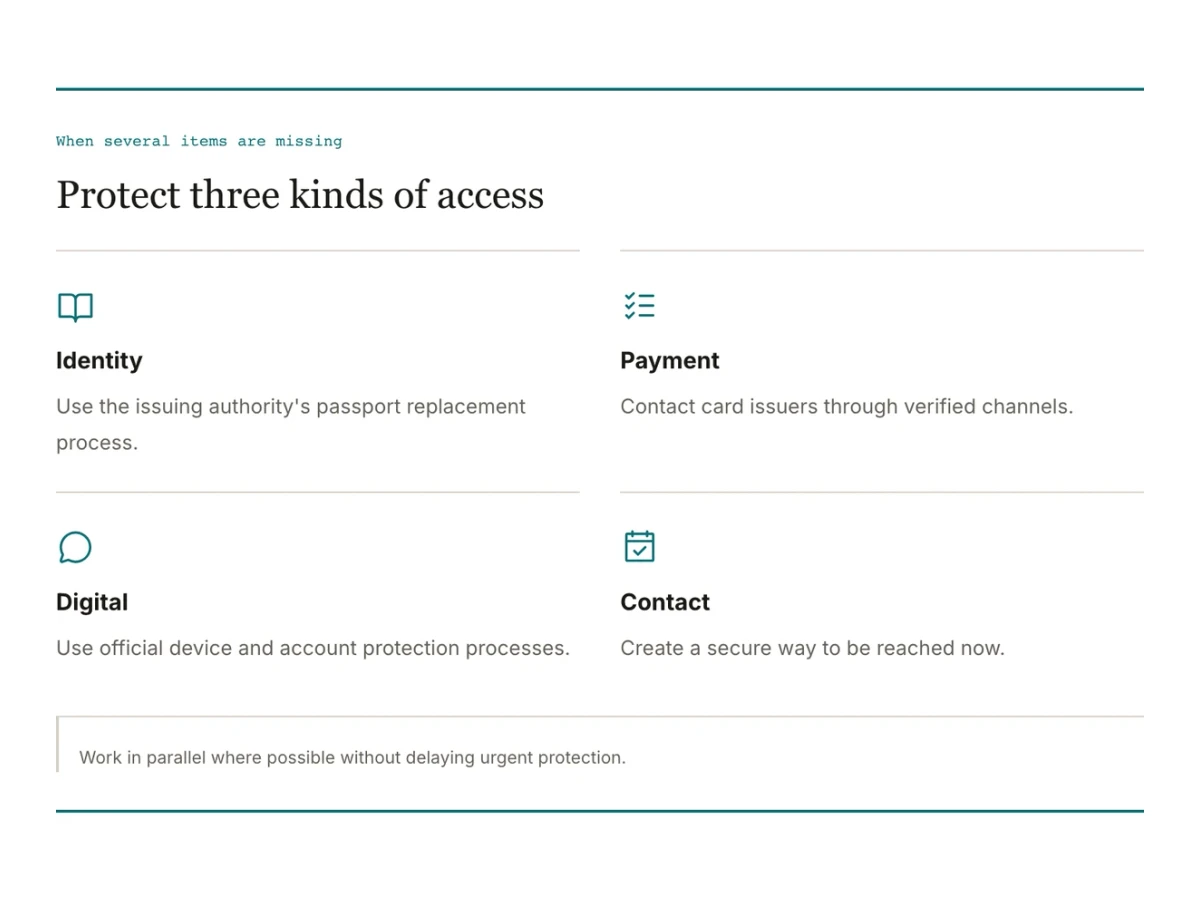 When several items are missing
Protect three kinds of access
Identity
Use the issuing authority's passport replacement
process.
Payment
Contact card issuers through verified channels.
Digital
Use official device and account protection processes.
Contact
Create a secure way to be reached now.
Work in parallel where possible without delaying urgent protection.